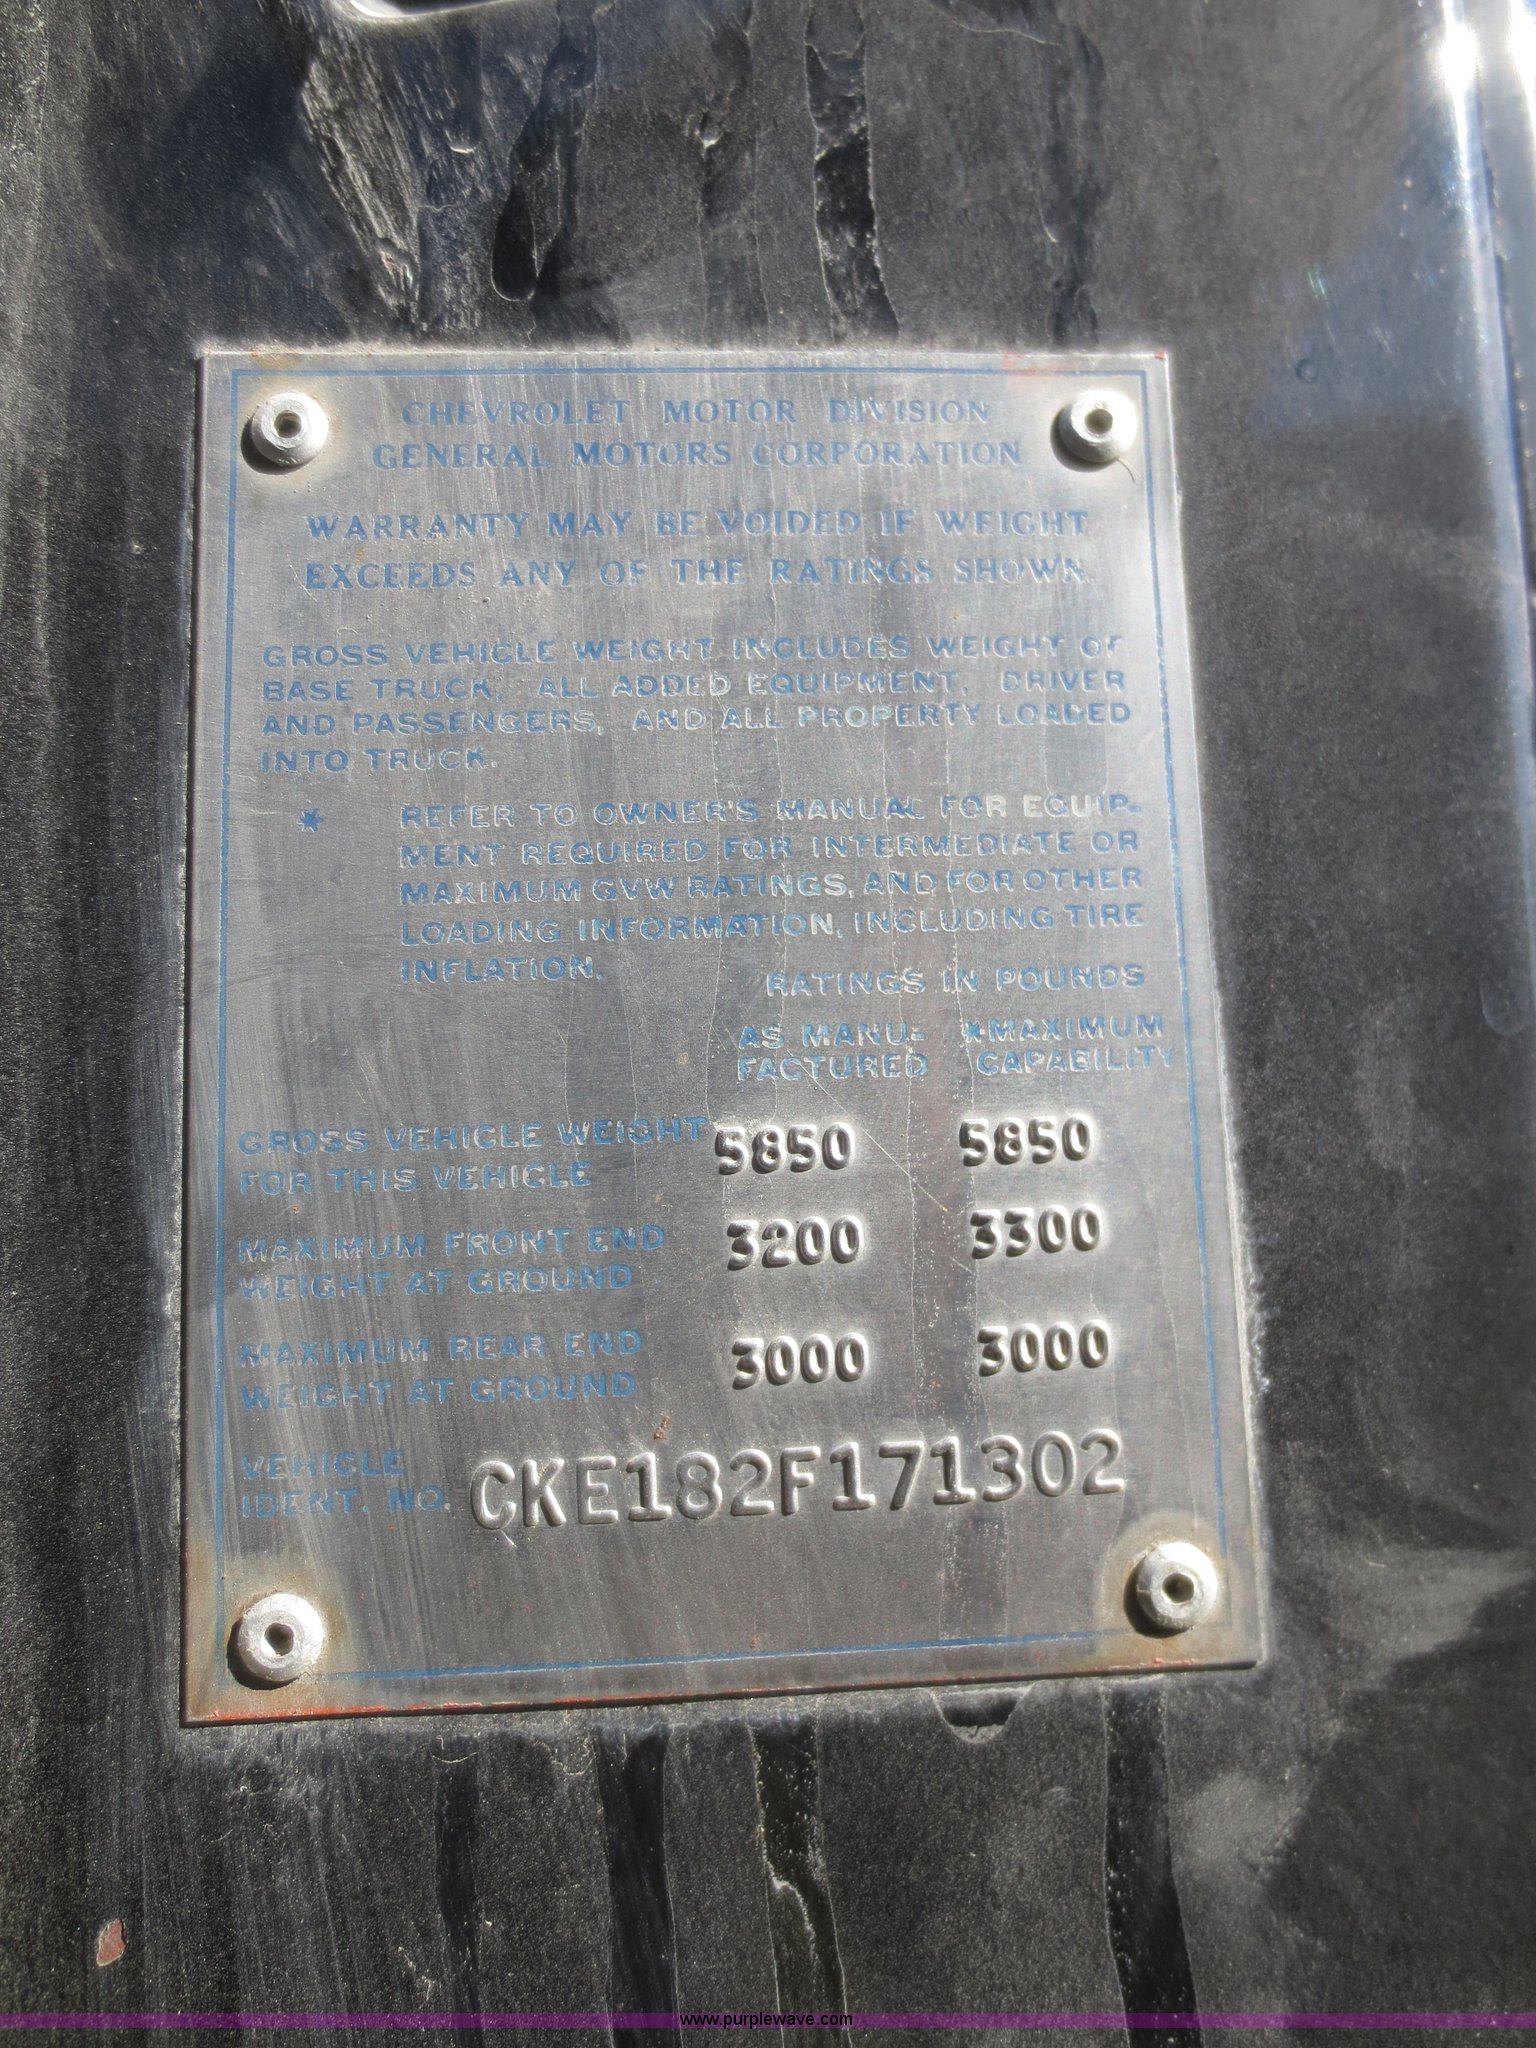 CHEVROLET MOTOR DIVISION
GENERAL MOTORS CORPORATION
WARRANTY MAY BE VOIDED IF WEIGHT
EXCEEDS ANY OF THE RATINGS SHOWN.
GROSS VEHICLE WEIGHT INCLUDES WEIGHT OF
BASE TRUCK, ALL ADDED EQUIPMENT, DRIVER
AND PASSENGERS, AND ALL PROPERTY LOADED
INTO TRUCK.
* REFER TO OWNER'S MANUAL FOR EQUIP-
MENT REQUIRED FOR INTERMEDIATE OR
MAXIMUM GVW RATINGS, AND FOR OTHER
LOADING INFORMATION, INCLUDING TIRE
INFLATION.
RATINGS IN POUNDS
AS MANU- *MAXIMUM
FACTURED CAPABILITY
GROSS VEHICLE WEIGHT 5850 5850
FOR THIS VEHICLE
MAXIMUM FRONT END 3200 3300
WEIGHT AT GROUND
MAXIMUM REAR END 3000 3000
WEIGHT AT GROUND
VEHICLE
IDENT. NO. CKE182F171302
www.purplewave.com